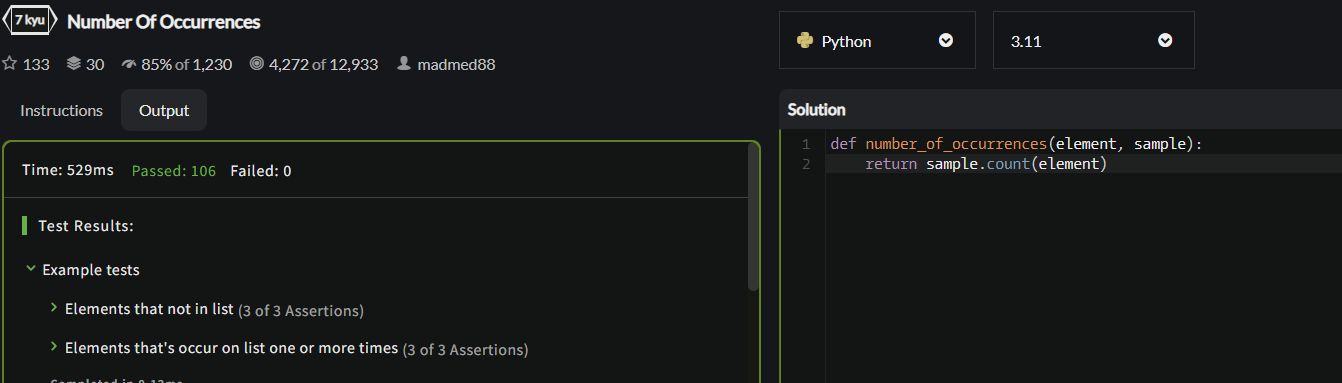 7 kyu Number Of Occurrences
133 30 85% of 1,230 4,272 of 12,933 madmed88
Instructions Output
Time: 529ms Passed: 106 Failed: 0
Test Results:
Example tests
Elements that not in list (3 of 3 Assertions)
Elements that's occur on list one or more times (3 of 3 Assertions)
Python 3.11
Solution
1 def number_of_occurrences(element, sample):
2 return sample.count(element)